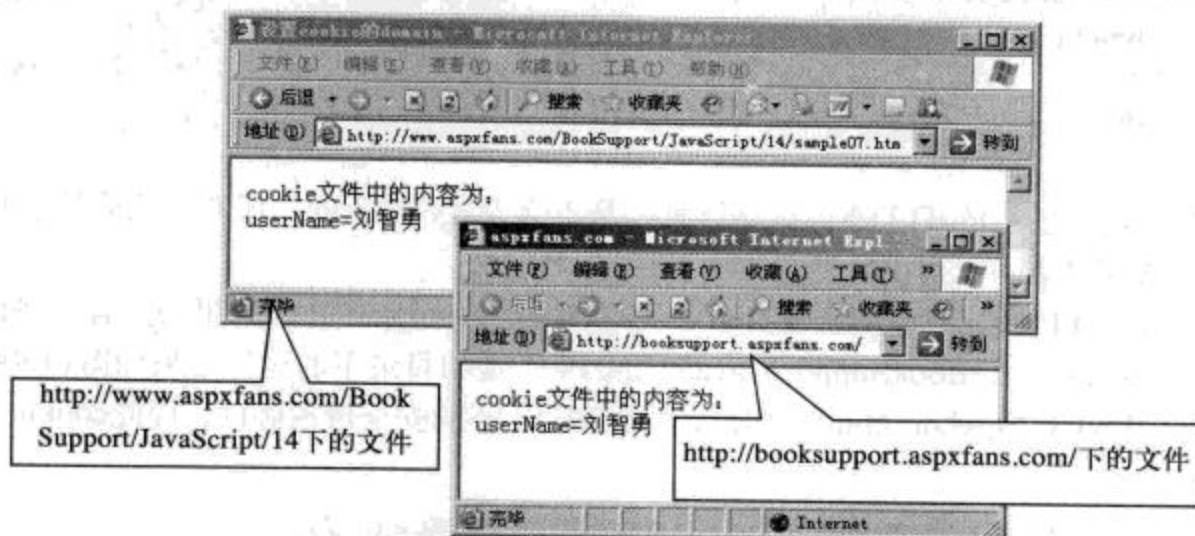 设置cookie的domain - Microsoft Internet Explorer
文件(F) 编辑(E) 查看(V) 收藏(A) 工具(T) 帮助(H)
后退 搜索 收藏夹
地址(D) http://www.aspxfans.com/BookSupport/JavaScript/14/sample07.htm 转到
cookie文件中的内容为:
userName=刘智勇
完毕
http://www.aspxfans.com/Book
Support/JavaScript/14下的文件
aspxfans.com - Microsoft Internet Expl
文件(F) 编辑(E) 查看(V) 收藏(A) 工具(T) »
后退 搜索 收藏夹 »
地址(D) http://booksupport.aspxfans.com/ 转到
cookie文件中的内容为:
userName=刘智勇
http://booksupport.aspxfans.com/下的文件
完毕 Internet